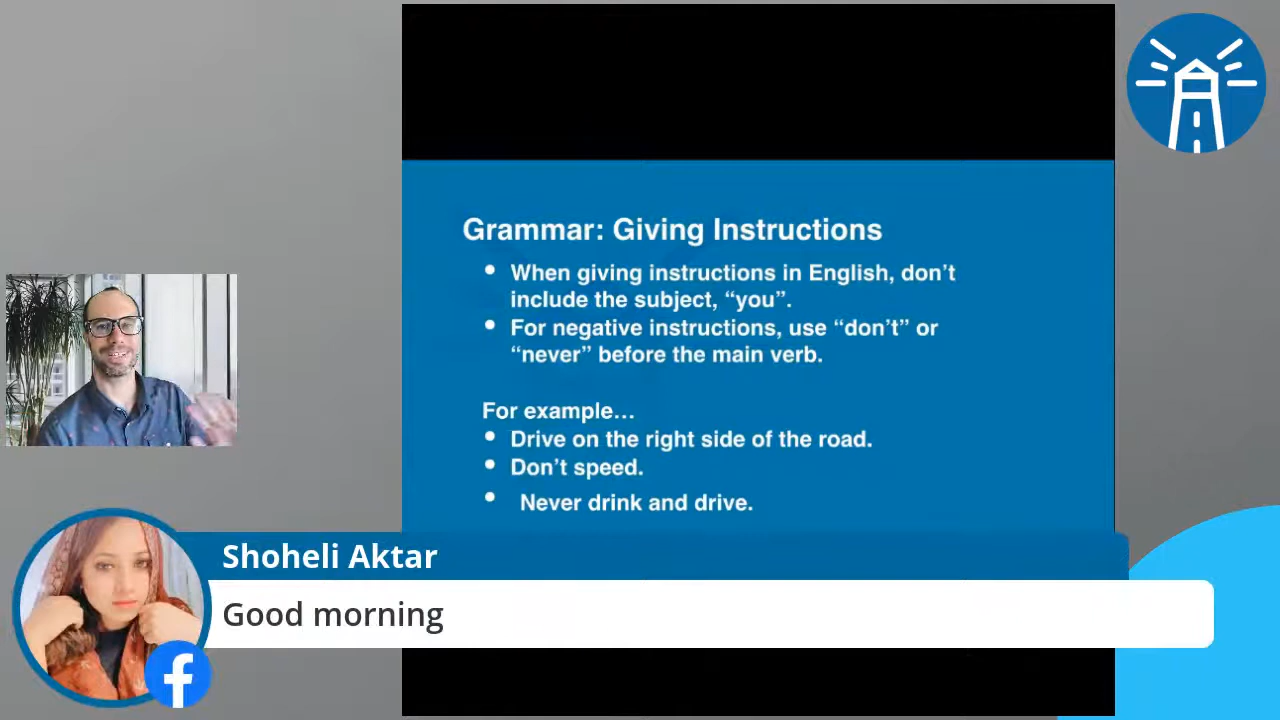 Grammar: Giving Instructions
• When giving instructions in English, don't
include the subject, "you".
• For negative instructions, use "don't" or
"never" before the main verb.
For example…
• Drive on the right side of the road.
• Don't speed.
• Never drink and drive.
Shoheli Aktar
Good morning